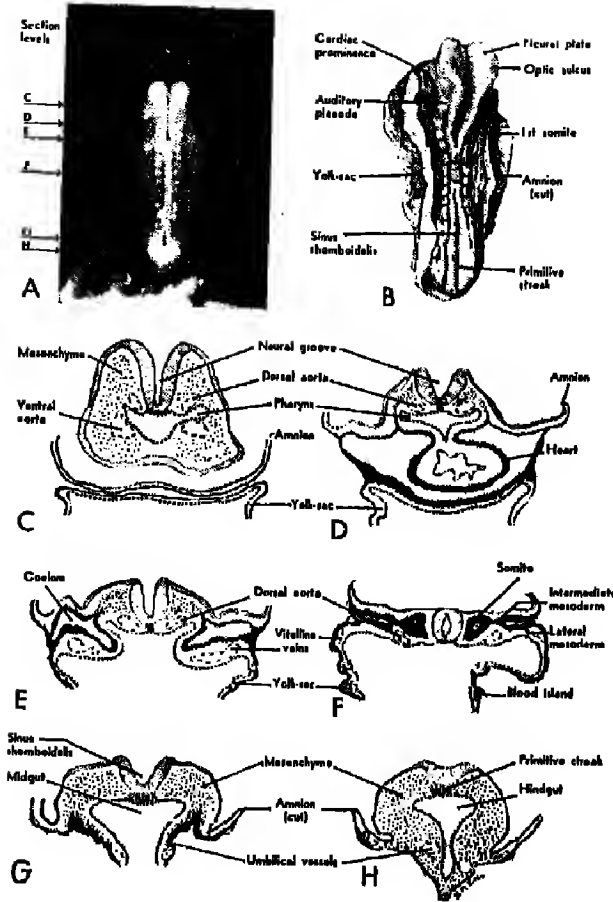 Section
levels
C
D
E
F
G
H
A
Cardiac
prominence
Auditory
placode
Yolk-sac
Sinus
rhomboidalis
Neural plate
Optic sulcus
1st somite
Amnion
(cut)
Primitive
streak
B
Mesenchyme
Ventral
aorta
Neural groove
Dorsal aorta
Pharynx
Amnion
Yolk-sac
Amnion
Heart
C
D
Coelom
Dorsal aorta
Vitelline
veins
Yolk-sac
Somite
Intermediate
mesoderm
Lateral
mesoderm
Blood island
E
F
Sinus
rhomboidalis
Midgut
Mesenchyme
Amnion
(cut)
Umbilical vessels
Primitive streak
Hindgut
G
H